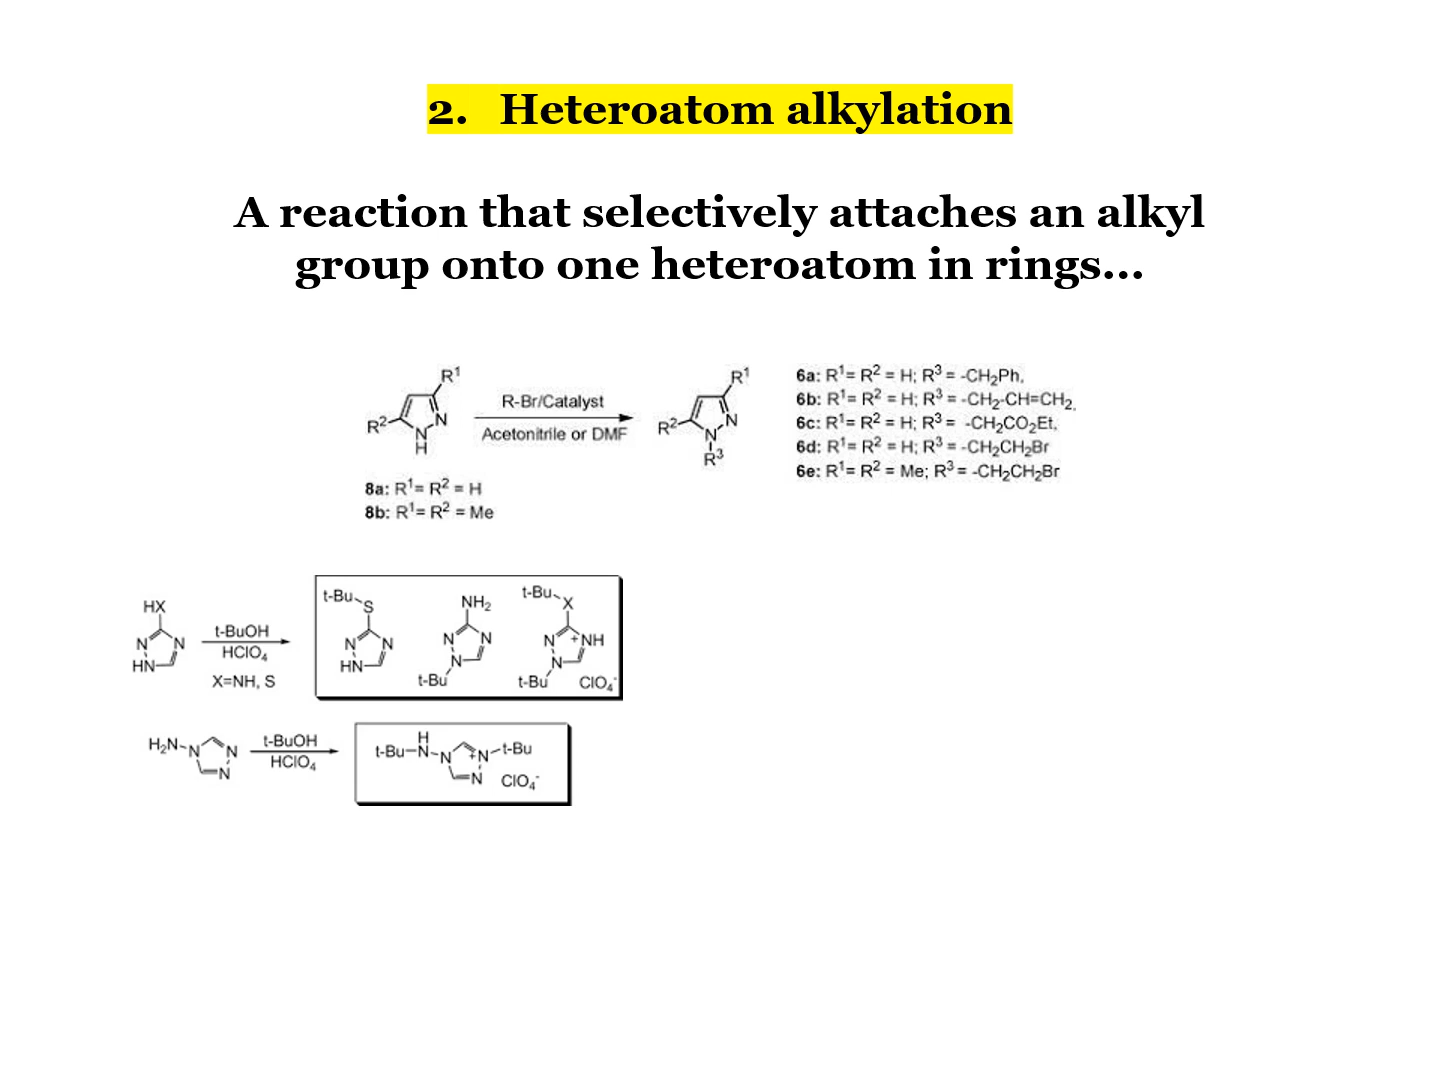 2. Heteroatom alkylation
A reaction that selectively attaches an alkyl
group onto one heteroatom in rings...
R¹
R²
N
N
H
R-Br/Catalyst
Acetonitrile or DMF
R¹
R²
N
N
R³
8a: R¹= R² = H
8b: R¹= R² = Me
6a: R¹= R² = H; R³ = -CH₂Ph,
6b: R¹= R² = H; R³ = -CH₂-CH=CH₂,
6c: R¹= R² = H; R³ = -CH₂CO₂Et,
6d: R¹= R² = H; R³ = -CH₂CH₂Br
6e: R¹= R² = Me; R³ = -CH₂CH₂Br
HX
N
N
HN
t-BuOH
HClO₄
X=NH, S
t-Bu
S
N
N
HN
NH₂
N
N
N
t-Bu
t-Bu
X
N
+NH
N
t-Bu
ClO₄⁻
H₂N
N
N
N
t-BuOH
HClO₄
H
t-Bu-N
N
+N
t-Bu
N
ClO₄⁻